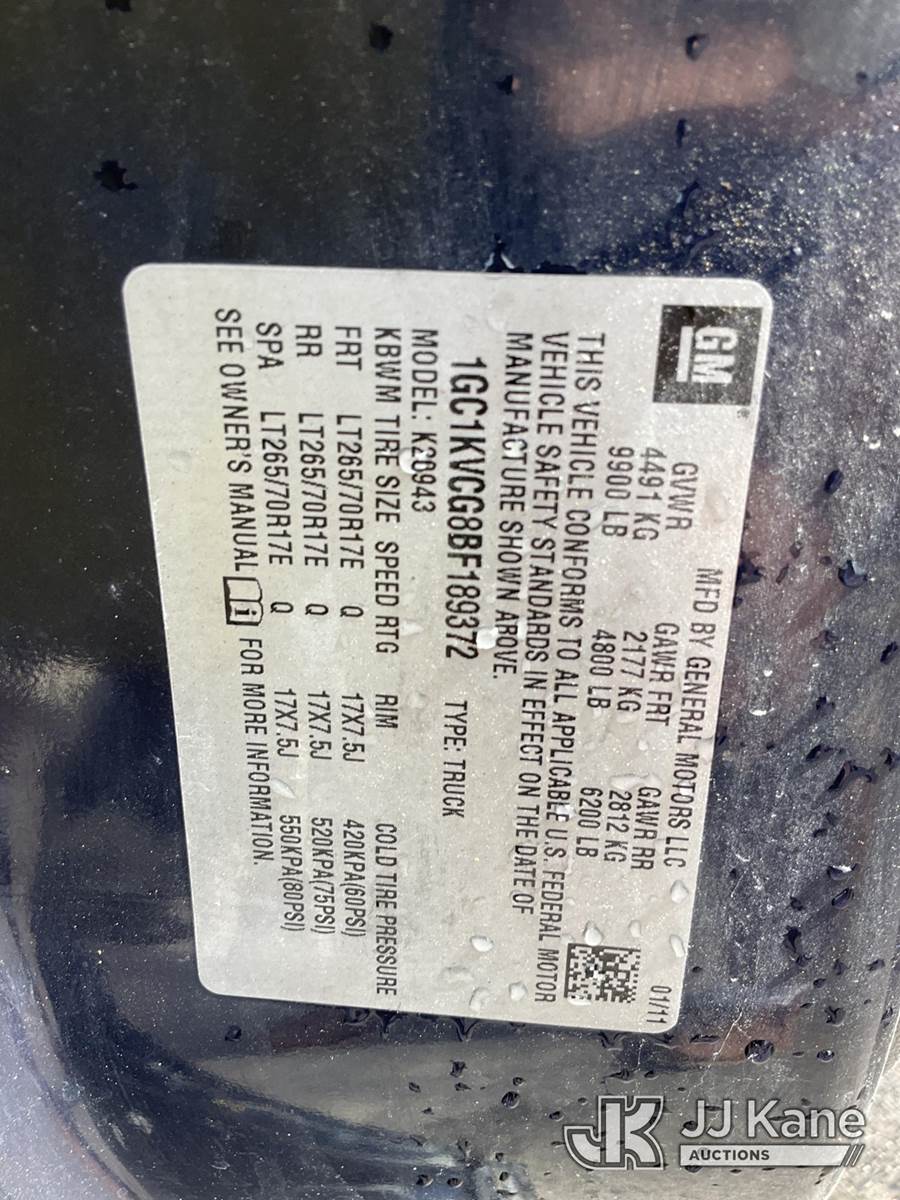 GM
MFD BY GENERAL MOTORS LLC 01/11
GVWR GAWR FRT GAWR RR
4491 KG 2177 KG 2812 KG
9900 LB 4800 LB 6200 LB
THIS VEHICLE CONFORMS TO ALL APPLICABLE U.S. FEDERAL MOTOR
VEHICLE SAFETY STANDARDS IN EFFECT ON THE DATE OF
MANUFACTURE SHOWN ABOVE.
1GC1KVCG8BF189372 TYPE: TRUCK
MODEL: K20943
KBWM TIRE SIZE SPEED RTG RIM COLD TIRE PRESSURE
FRT LT265/70R17E Q 17X7.5J 420KPA(60PSI)
RR LT265/70R17E Q 17X7.5J 520KPA(75PSI)
SPA LT265/70R17E Q 17X7.5J 550KPA(80PSI)
SEE OWNER'S MANUAL i FOR MORE INFORMATION.
JK JJ Kane
AUCTIONS